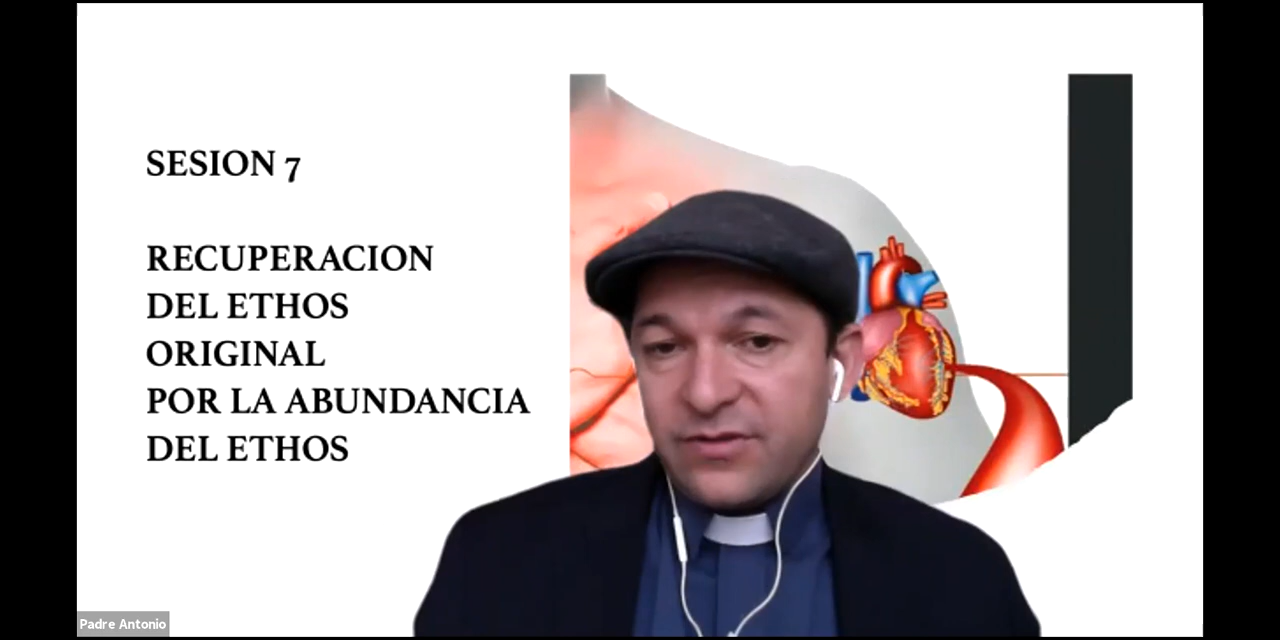 SESION 7
RECUPERACION
DEL ETHOS
ORIGINAL
POR LA ABUNDANCIA
DEL ETHOS
Padre Antonio